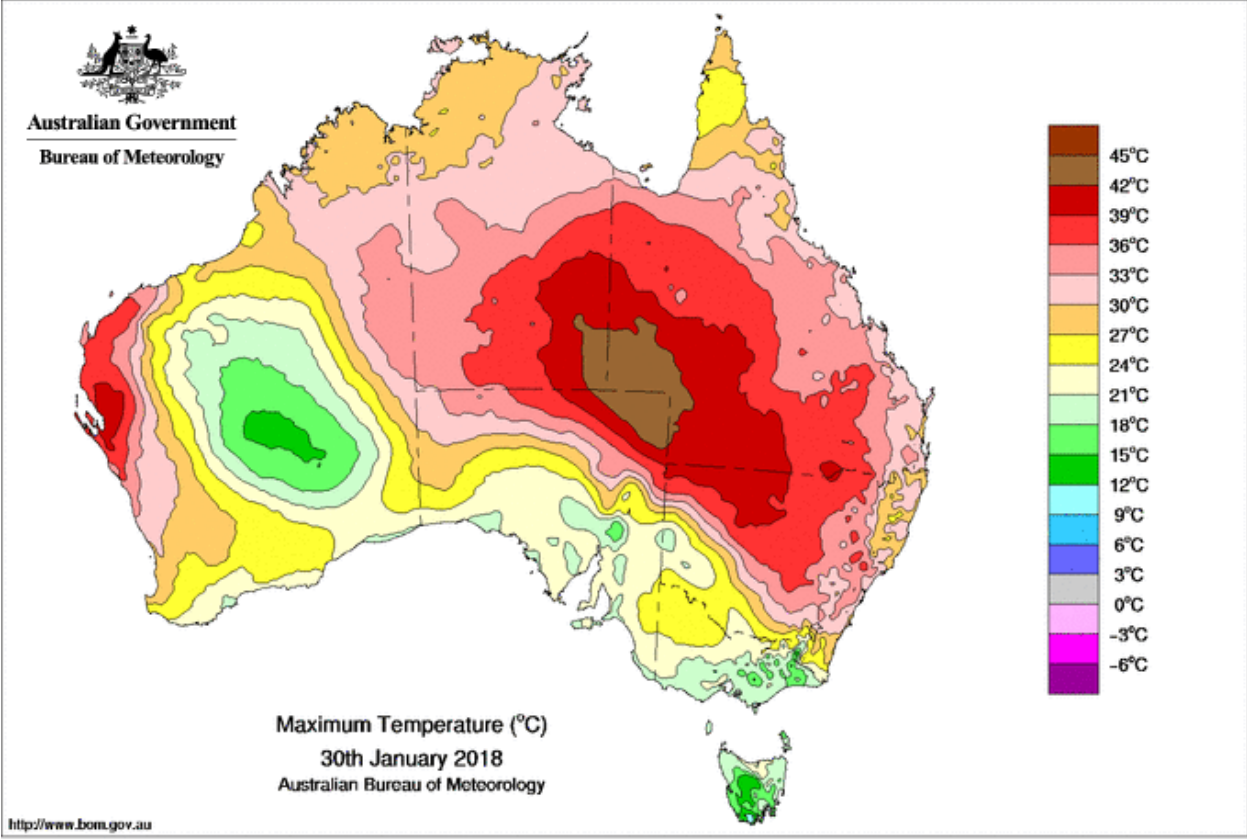 Australian Government
Bureau of Meteorology
45°C
42°C
39°C
36°C
33°C
30°C
27°C
24°C
21°C
18°C
15°C
12°C
9°C
6°C
3°C
0°C
-3°C
-6°C
Maximum Temperature (°C)
30th January 2018
Australian Bureau of Meteorology
http://www.bom.gov.au